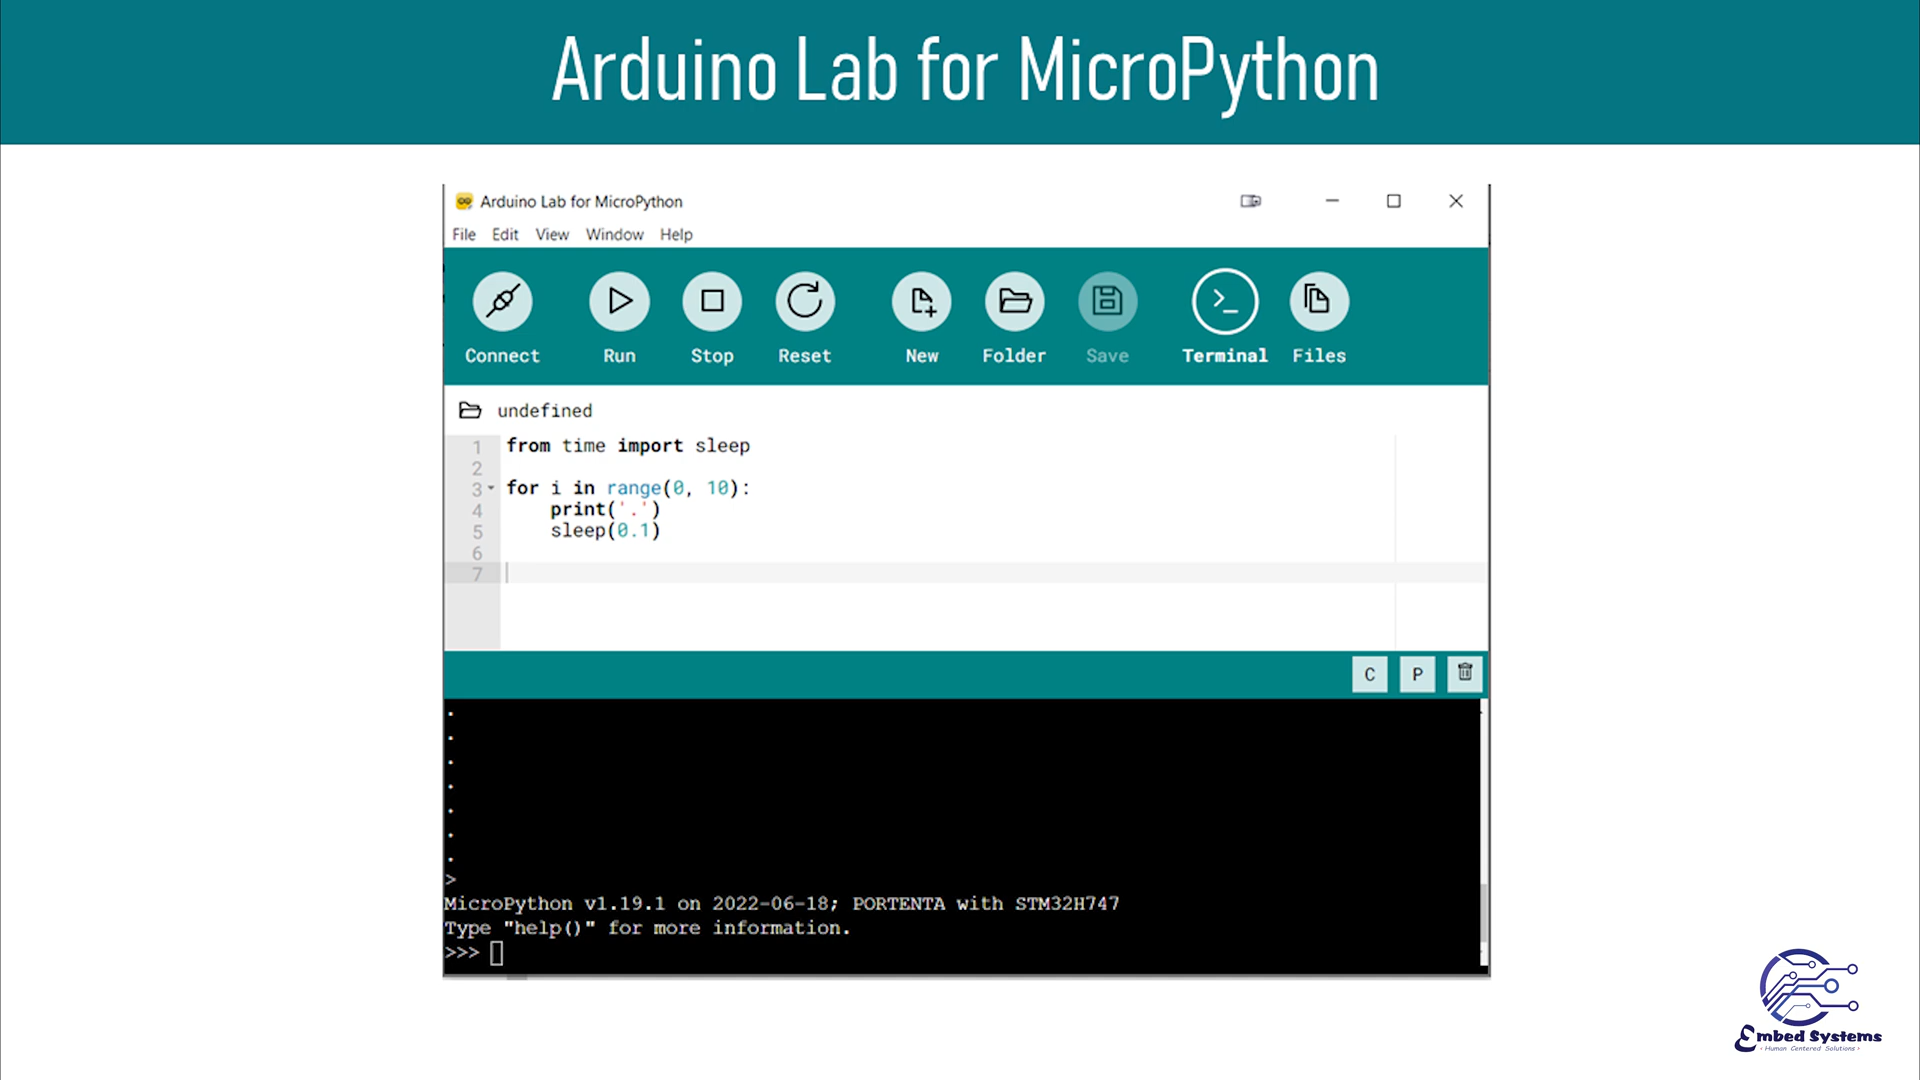 Arduino Lab for MicroPython
Arduino Lab for MicroPython
File Edit View Window Help
Connect Run Stop Reset New Folder Save Terminal Files
undefined
1 from time import sleep
2
3 for i in range(0, 10):
4     print('.')
5     sleep(0.1)
6
7
C P
.
.
.
.
.
.
.
>
MicroPython v1.19.1 on 2022-06-18; PORTENTA with STM32H747
Type "help()" for more information.
>>>
Embed Systems
- Human Centered Solutions -